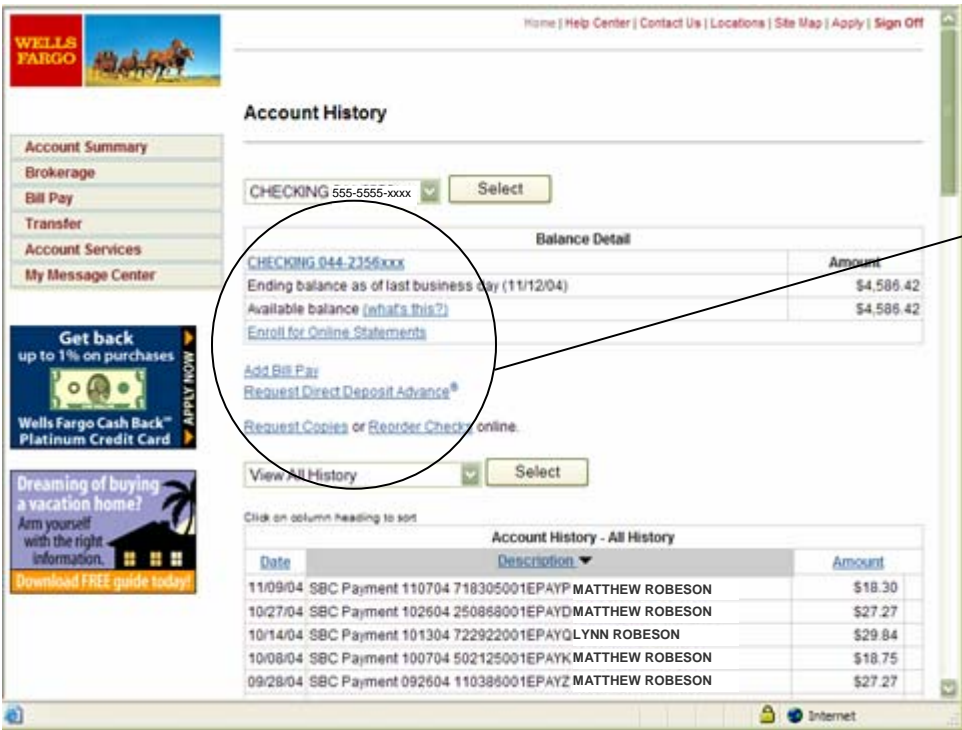 Home | Help Center | Contact Us | Locations | Site Map | Apply | Sign Off
WELLS
FARGO
Account History
Account Summary
Brokerage
Bill Pay
Transfer
Account Services
My Message Center
CHECKING 555-5555-xxxx Select
Balance Detail
CHECKING 044-2356xxx Amount
Ending balance as of last business day (11/12/04) $4,586.42
Available balance (what's this?) $4,586.42
Enroll for Online Statements
Add Bill Pay
Request Direct Deposit Advance®
Request Copies or Reorder Checks online.
Get back
up to 1% on purchases
APPLY NOW
Wells Fargo Cash Back℠
Platinum Credit Card
View All History Select
Dreaming of buying
a vacation home?
Arm yourself
with the right
information.
Download FREE guide today!
Click on column heading to sort
Account History - All History
Date Description Amount
11/09/04 SBC Payment 110704 718305001EPAYP MATTHEW ROBESON $18.30
10/27/04 SBC Payment 102604 250868001EPAYD MATTHEW ROBESON $27.27
10/14/04 SBC Payment 101304 722922001EPAYQ LYNN ROBESON $29.84
10/08/04 SBC Payment 100704 502125001EPAYK MATTHEW ROBESON $18.75
09/28/04 SBC Payment 092604 110386001EPAYZ MATTHEW ROBESON $27.27
Internet